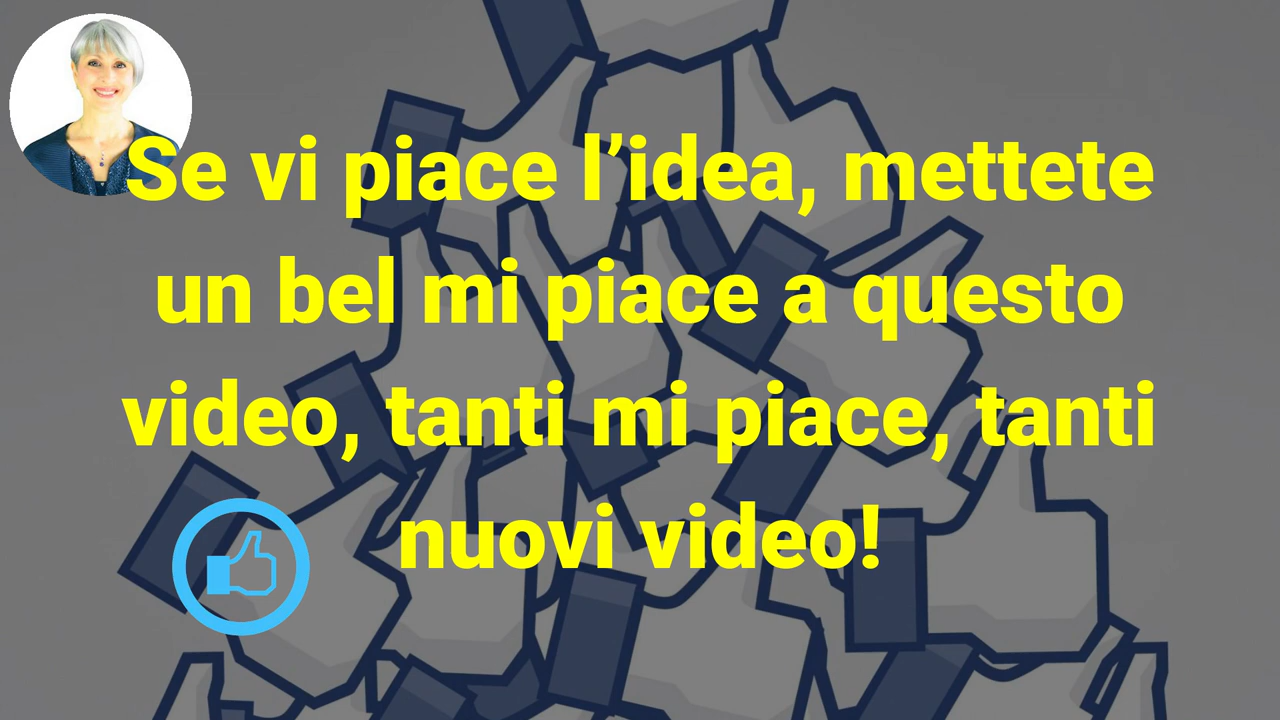 Se vi piace l’idea, mettete
un bel mi piace a questo
video, tanti mi piace, tanti
nuovi video!